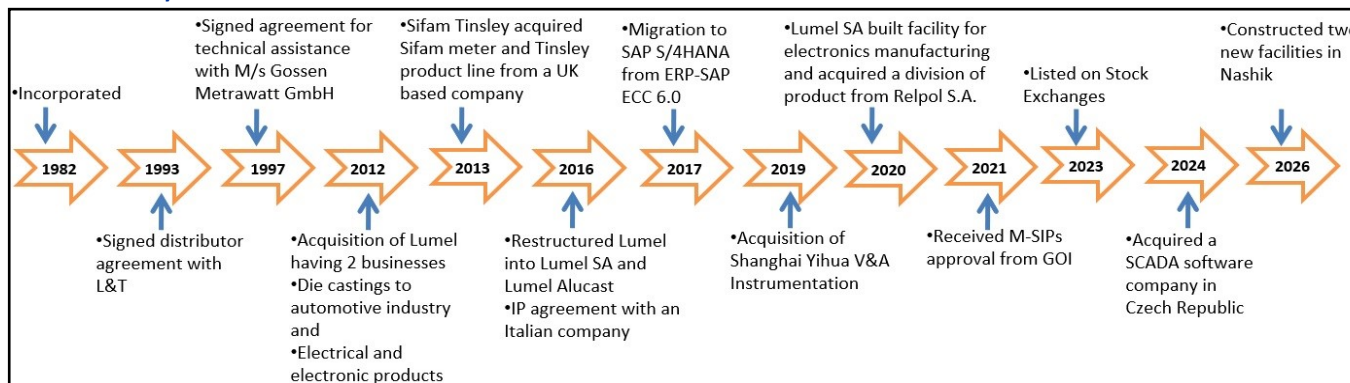 •Incorporated
•Signed agreement for
technical assistance
with M/s Gossen
Metrawatt GmbH
•Sifam Tinsley acquired
Sifam meter and Tinsley
product line from a UK
based company
•Migration to
SAP S/4HANA
from ERP-SAP
ECC 6.0
•Lumel SA built facility for
electronics manufacturing
and acquired a division of
product from Relpol S.A.
•Listed on Stock
Exchanges
•Constructed two
new facilities in
Nashik
1982
1993
1997
2012
2013
2016
2017
2019
2020
2021
2023
2024
2026
•Signed distributor
agreement with
L&T
•Acquisition of Lumel
having 2 businesses
•Die castings to
automotive industry
and
•Electrical and
electronic products
•Restructured Lumel
into Lumel SA and
Lumel Alucast
•IP agreement with an
Italian company
•Acquisition of
Shanghai Yihua V&A
Instrumentation
•Received M-SIPs
approval from GOI
•Acquired a
SCADA software
company in
Czech Republic